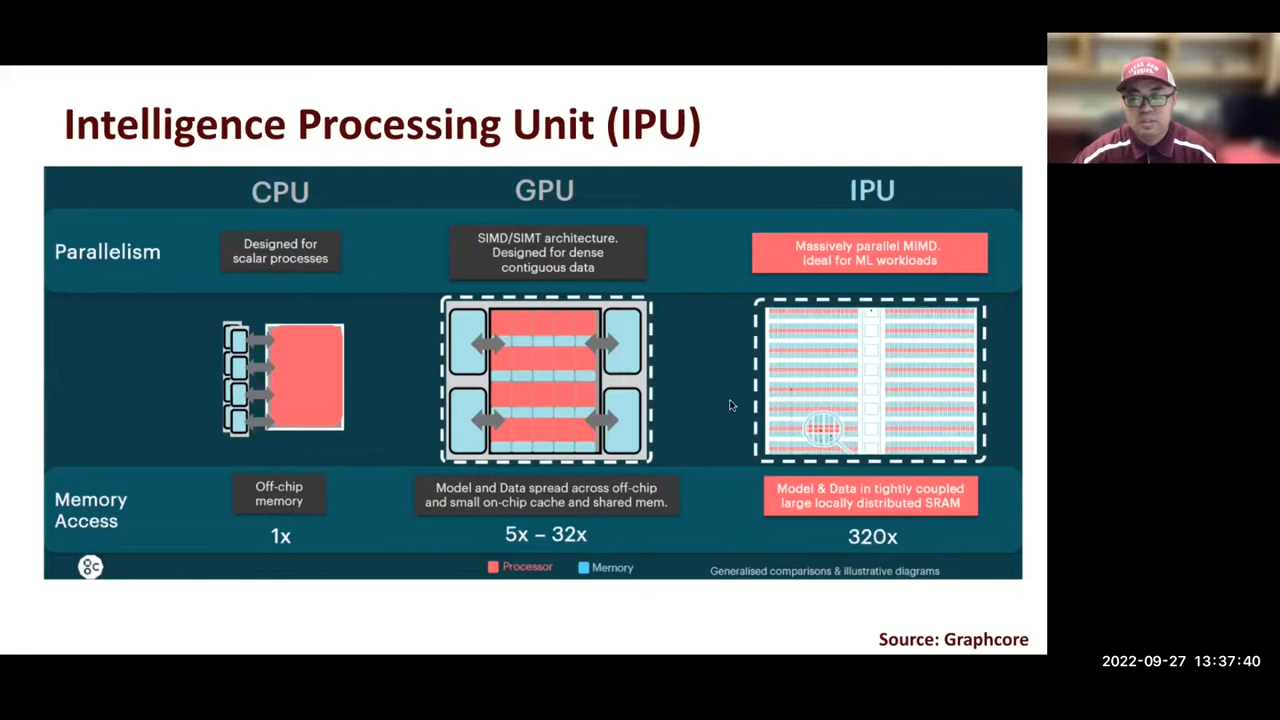 Intelligence Processing Unit (IPU)
CPU
GPU
IPU
Parallelism
Designed for
scalar processes
SIMD/SIMT architecture.
Designed for dense
contiguous data
Massively parallel MIMD.
Ideal for ML workloads
Memory
Access
Off-chip
memory
1x
Model and Data spread across off-chip
and small on-chip cache and shared mem.
5x – 32x
Model & Data in tightly coupled
large locally distributed SRAM
320x
Processor
Memory
Generalised comparisons & illustrative diagrams
Source: Graphcore
2022-09-27 13:37:40